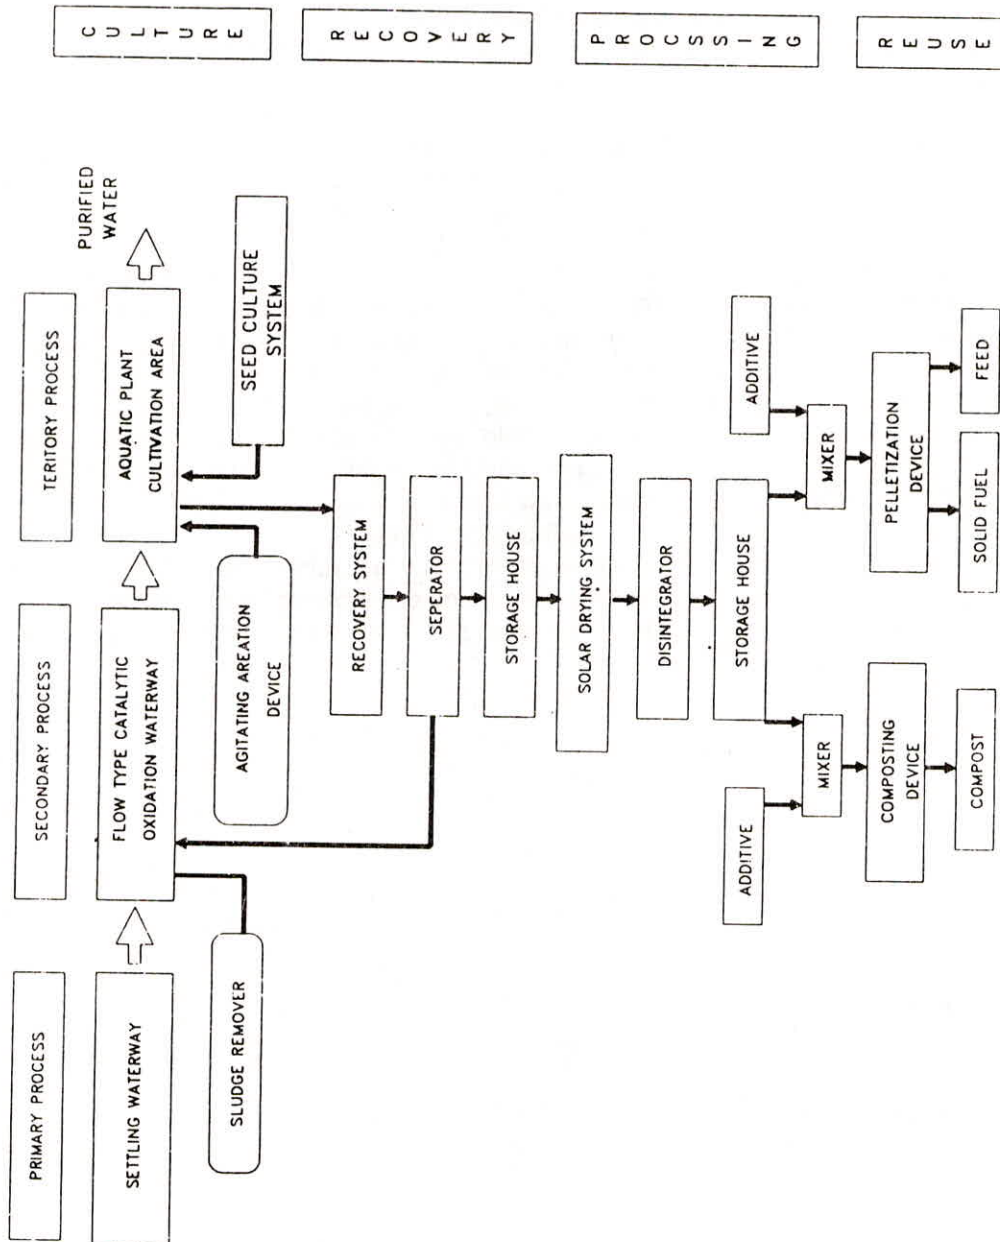 PRIMARY PROCESS
SECONDARY PROCESS
TERITORY PROCESS
SETTLING WATERWAY
FLOW TYPE CATALYTIC
OXIDATION WATERWAY
AQUATIC PLANT
CULTIVATION AREA
PURIFIED
WATER
CULTURE
SLUDGE REMOVER
AGITATING AREATION
DEVICE
SEED CULTURE
SYSTEM
RECOVERY SYSTEM
RECOVERY
SEPERATOR
STORAGE HOUSE
SOLAR DRYING SYSTEM
PROCSSING
DISINTEGRATOR
STORAGE HOUSE
ADDITIVE
ADDITIVE
MIXER
MIXER
COMPOSTING
DEVICE
PELLETIZATION
DEVICE
REUSE
COMPOST
SOLID FUEL
FEED